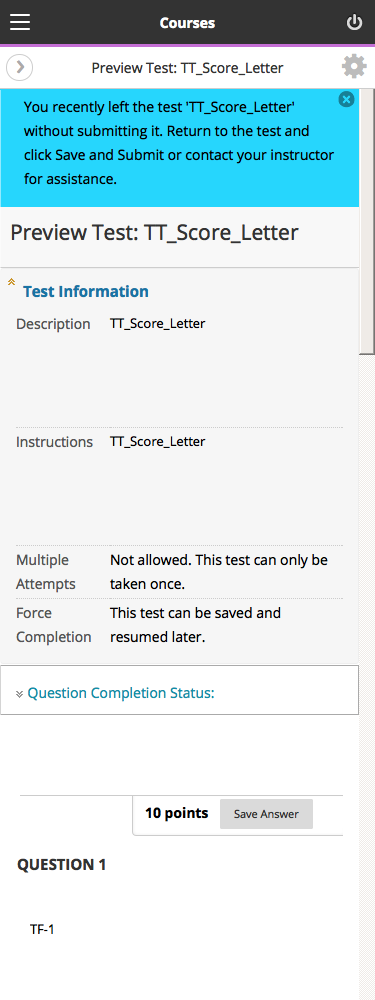 Courses
Preview Test: TT_Score_Letter
You recently left the test 'TT_Score_Letter'
without submitting it. Return to the test and
click Save and Submit or contact your instructor
for assistance.
Preview Test: TT_Score_Letter
Test Information
Description TT_Score_Letter
Instructions TT_Score_Letter
Multiple Not allowed. This test can only be
Attempts taken once.
Force This test can be saved and
Completion resumed later.
Question Completion Status:
10 points Save Answer
QUESTION 1
TF-1